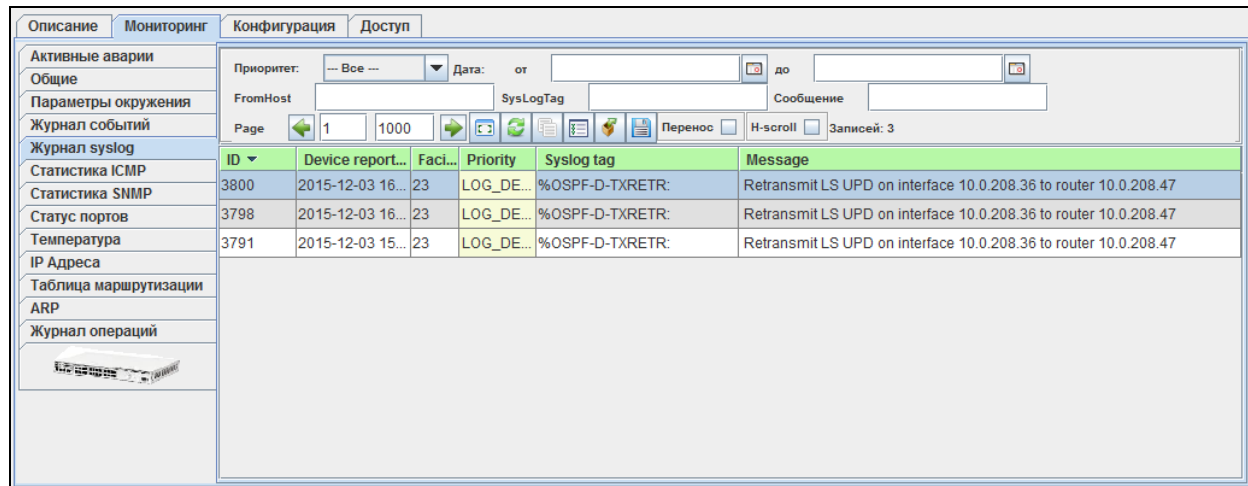 Описание Мониторинг Конфигурация Доступ
Активные аварии
Общие
Параметры окружения
Журнал событий
Журнал syslog
Статистика ICMP
Статистика SNMP
Статус портов
Температура
IP Адреса
Таблица маршрутизации
ARP
Журнал операций
Приоритет: --- Все --- Дата: от до
FromHost SysLogTag Сообщение
Page 1 1000 Перенос H-scroll Записей: 3
ID Device report... Faci... Priority Syslog tag Message
3800 2015-12-03 16... 23 LOG_DE... %OSPF-D-TXRETR: Retransmit LS UPD on interface 10.0.208.36 to router 10.0.208.47
3798 2015-12-03 16... 23 LOG_DE... %OSPF-D-TXRETR: Retransmit LS UPD on interface 10.0.208.36 to router 10.0.208.47
3791 2015-12-03 15... 23 LOG_DE... %OSPF-D-TXRETR: Retransmit LS UPD on interface 10.0.208.36 to router 10.0.208.47